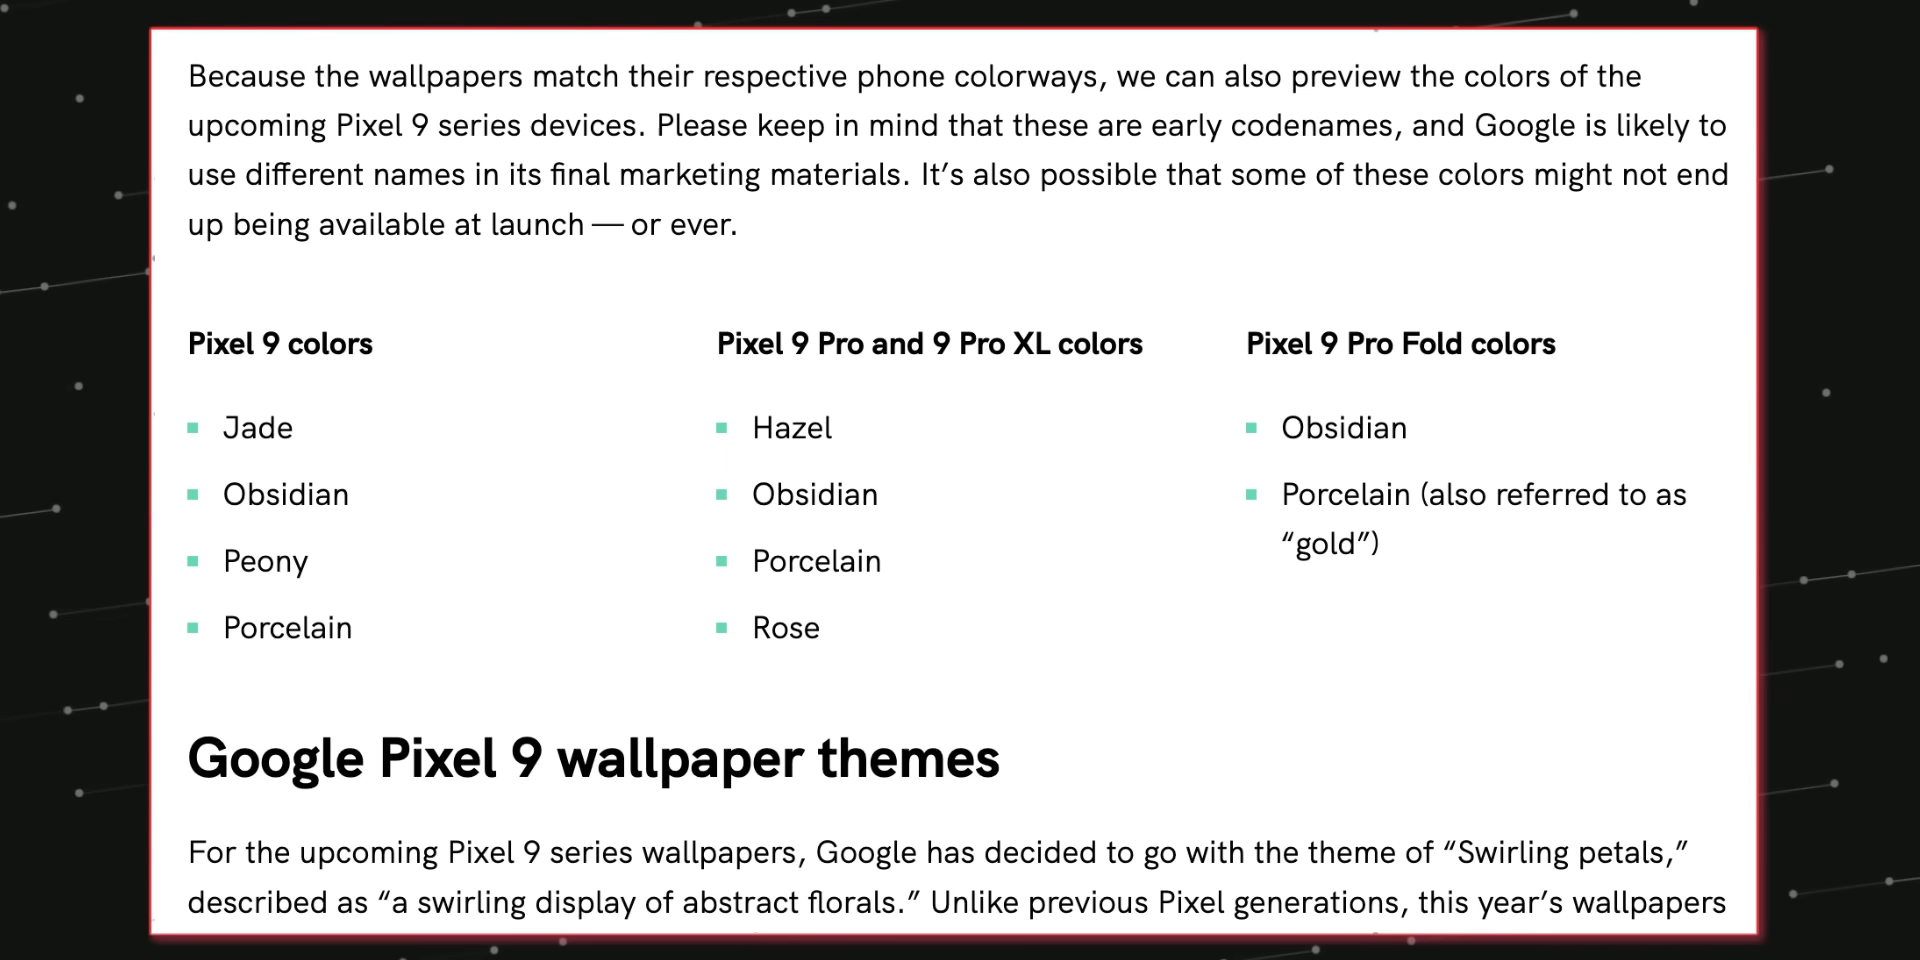 Because the wallpapers match their respective phone colorways, we can also preview the colors of the
upcoming Pixel 9 series devices. Please keep in mind that these are early codenames, and Google is likely to
use different names in its final marketing materials. It’s also possible that some of these colors might not end
up being available at launch — or ever.
Pixel 9 colors
Jade
Obsidian
Peony
Porcelain
Pixel 9 Pro and 9 Pro XL colors
Hazel
Obsidian
Porcelain
Rose
Pixel 9 Pro Fold colors
Obsidian
Porcelain (also referred to as
“gold”)
Google Pixel 9 wallpaper themes
For the upcoming Pixel 9 series wallpapers, Google has decided to go with the theme of “Swirling petals,”
described as “a swirling display of abstract florals.” Unlike previous Pixel generations, this year’s wallpapers